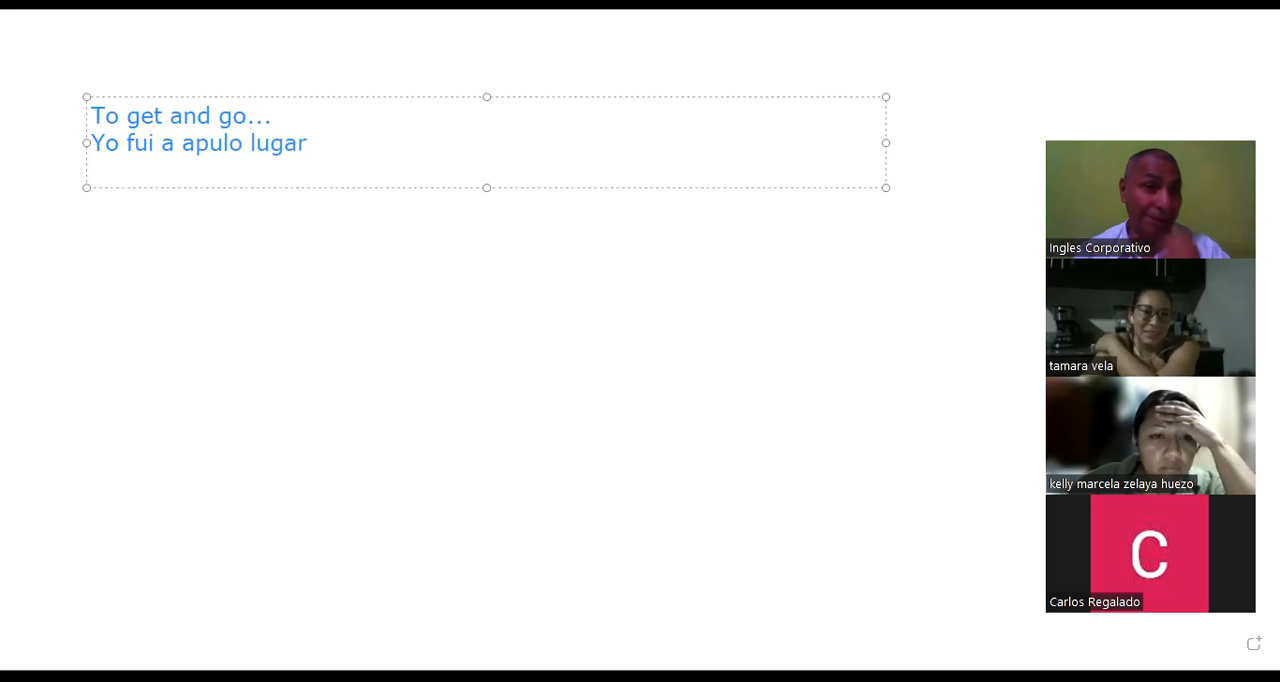 To get and go...
Yo fui a apulo lugar
Ingles Corporativo
tamara vela
kelly marcela zelaya huezo
C
Carlos Regalado